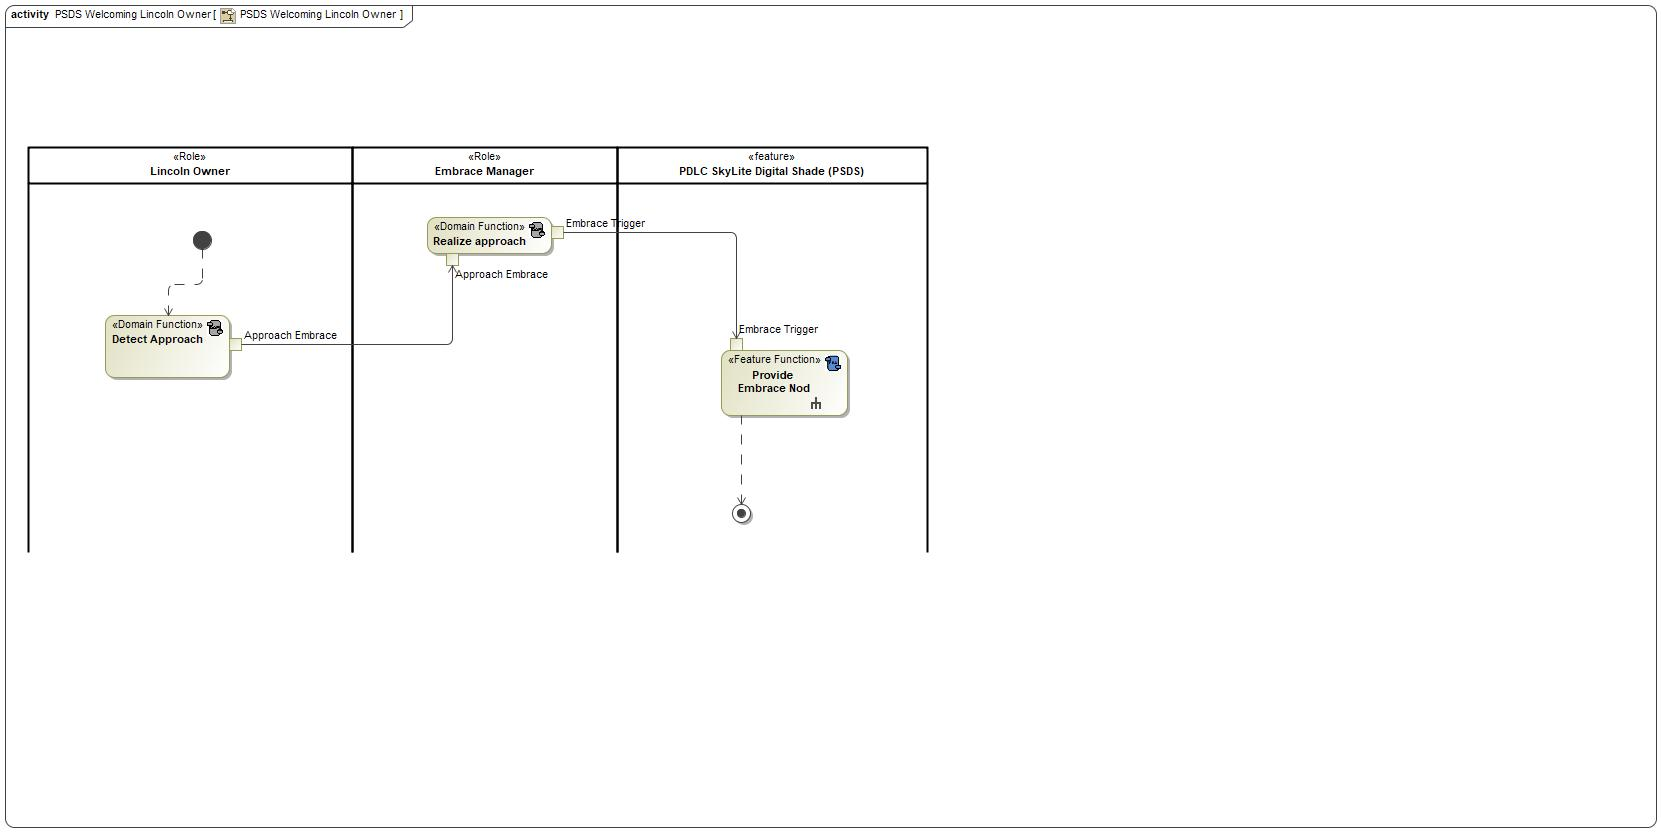 activity PSDS Welcoming Lincoln Owner [ PSDS Welcoming Lincoln Owner ]
«Role»
Lincoln Owner
«Role»
Embrace Manager
«feature»
PDLC SkyLite Digital Shade (PSDS)
«Domain Function»
Realize approach
Embrace Trigger
Approach Embrace
«Domain Function»
Detect Approach
Approach Embrace
Embrace Trigger
«Feature Function»
Provide
Embrace Nod